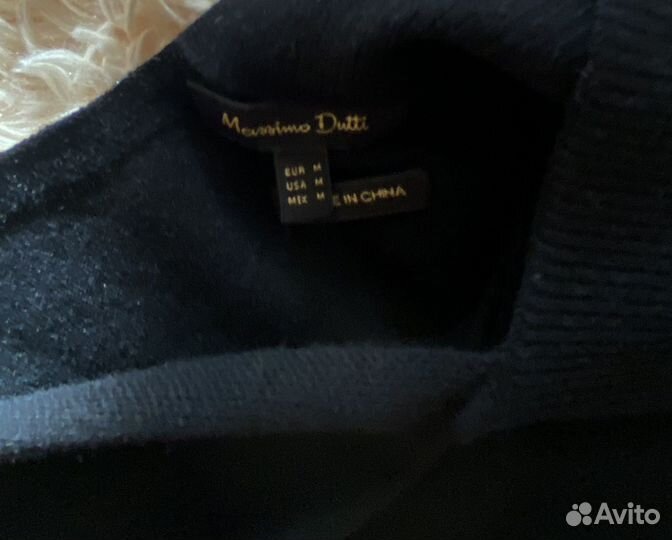 Massimo Dutti
EUR M
USA M
MEX M
E IN CHINA
Avito